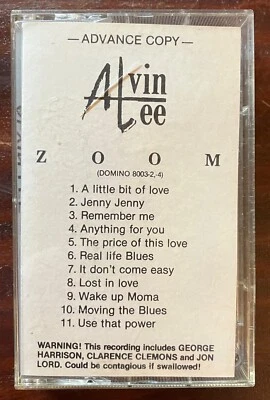 — ADVANCE COPY —
Alvin
Lee
Z O O M
(DOMINO 8003-2,-4)
1. A little bit of love
2. Jenny Jenny
3. Remember me
4. Anything for you
5. The price of this love
6. Real life Blues
7. It don't come easy
8. Lost in love
9. Wake up Moma
10. Moving the Blues
11. Use that power
WARNING! This recording includes GEORGE
HARRISON, CLARENCE CLEMONS and JON
LORD. Could be contagious if swallowed!